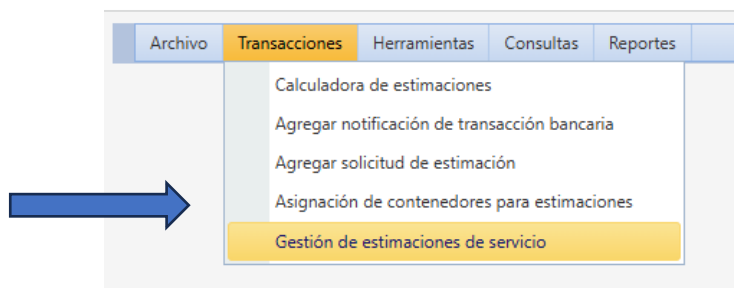 Archivo Transacciones Herramientas Consultas Reportes
Calculadora de estimaciones
Agregar notificación de transacción bancaria
Agregar solicitud de estimación
Asignación de contenedores para estimaciones
Gestión de estimaciones de servicio